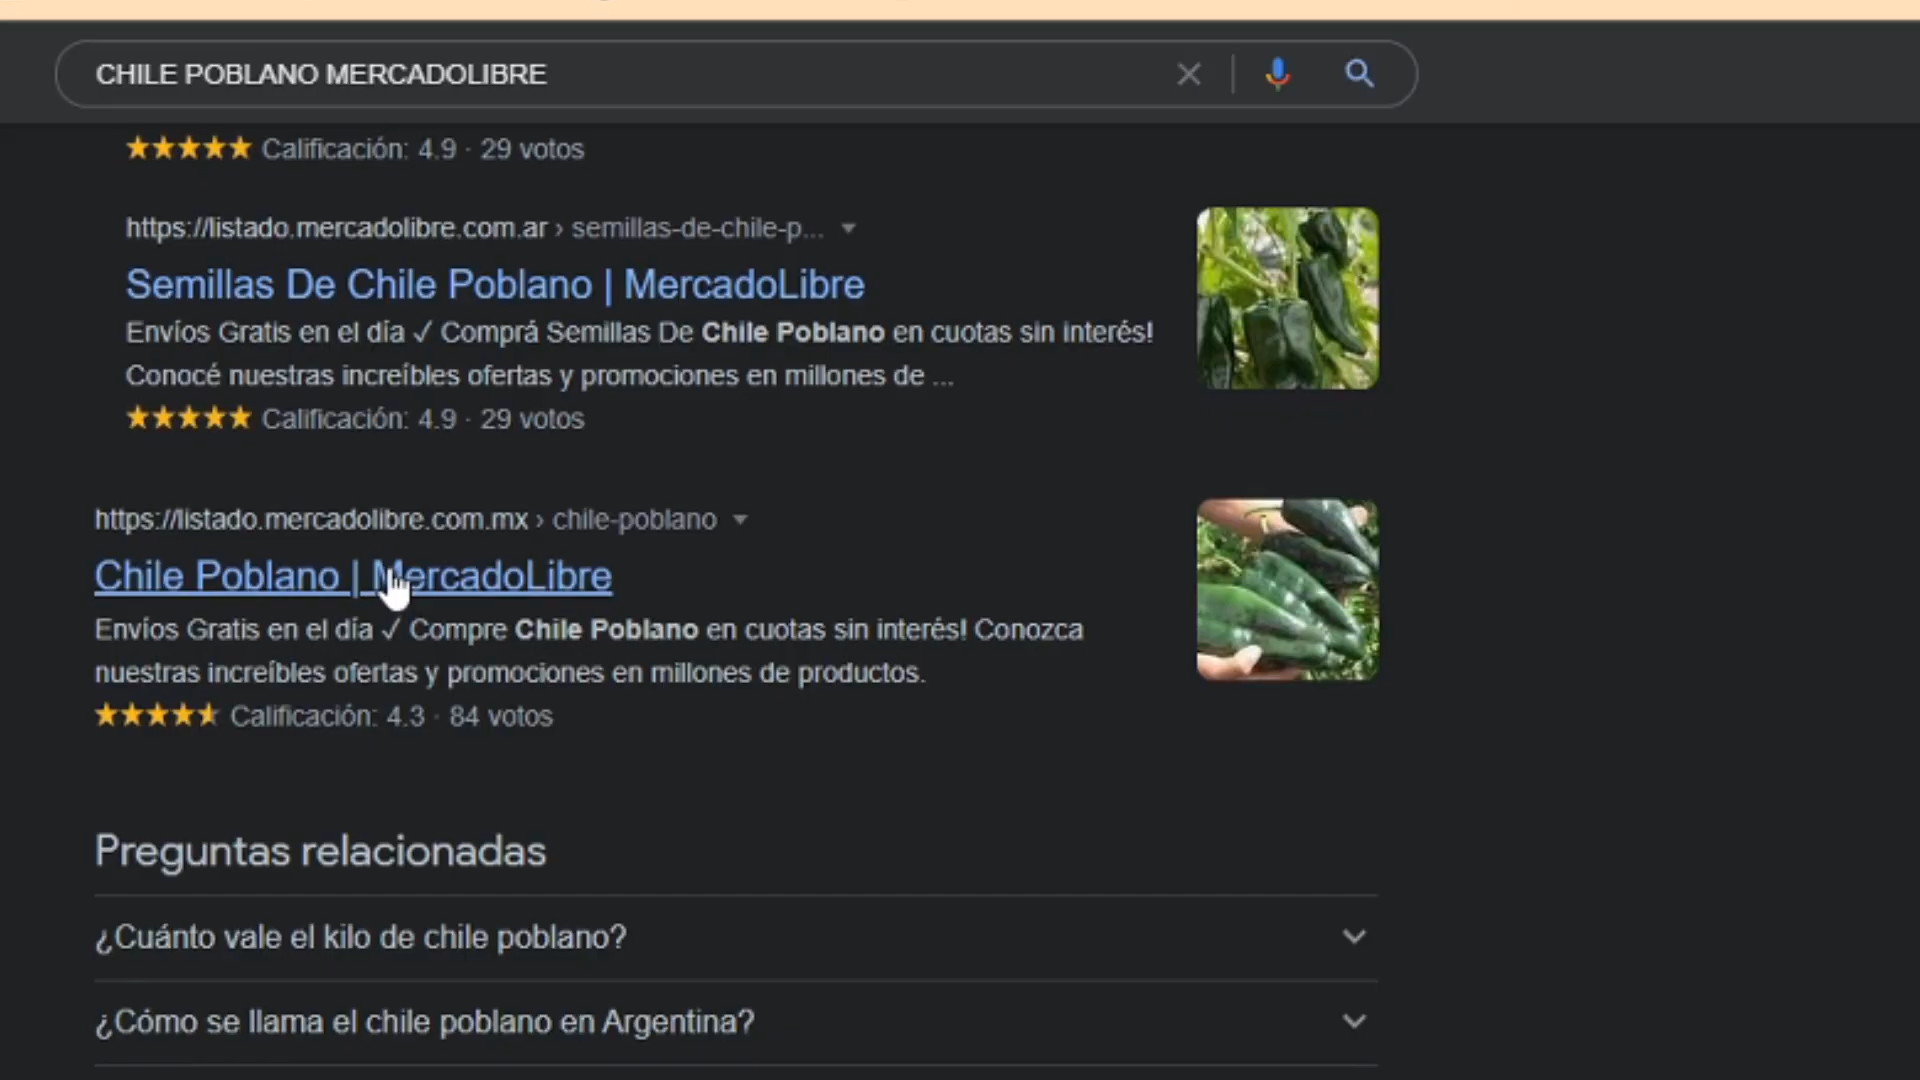 CHILE POBLANO MERCADOLIBRE
Calificación: 4.9 · 29 votos
https://listado.mercadolibre.com.ar › semillas-de-chile-p...
Semillas De Chile Poblano | MercadoLibre
Envíos Gratis en el día ✓ Comprá Semillas De Chile Poblano en cuotas sin interés!
Conocé nuestras increíbles ofertas y promociones en millones de ...
Calificación: 4.9 · 29 votos
https://listado.mercadolibre.com.mx › chile-poblano
Chile Poblano | MercadoLibre
Envíos Gratis en el día ✓ Compre Chile Poblano en cuotas sin interés! Conozca
nuestras increíbles ofertas y promociones en millones de productos.
Calificación: 4.3 · 84 votos
Preguntas relacionadas
¿Cuánto vale el kilo de chile poblano?
¿Cómo se llama el chile poblano en Argentina?